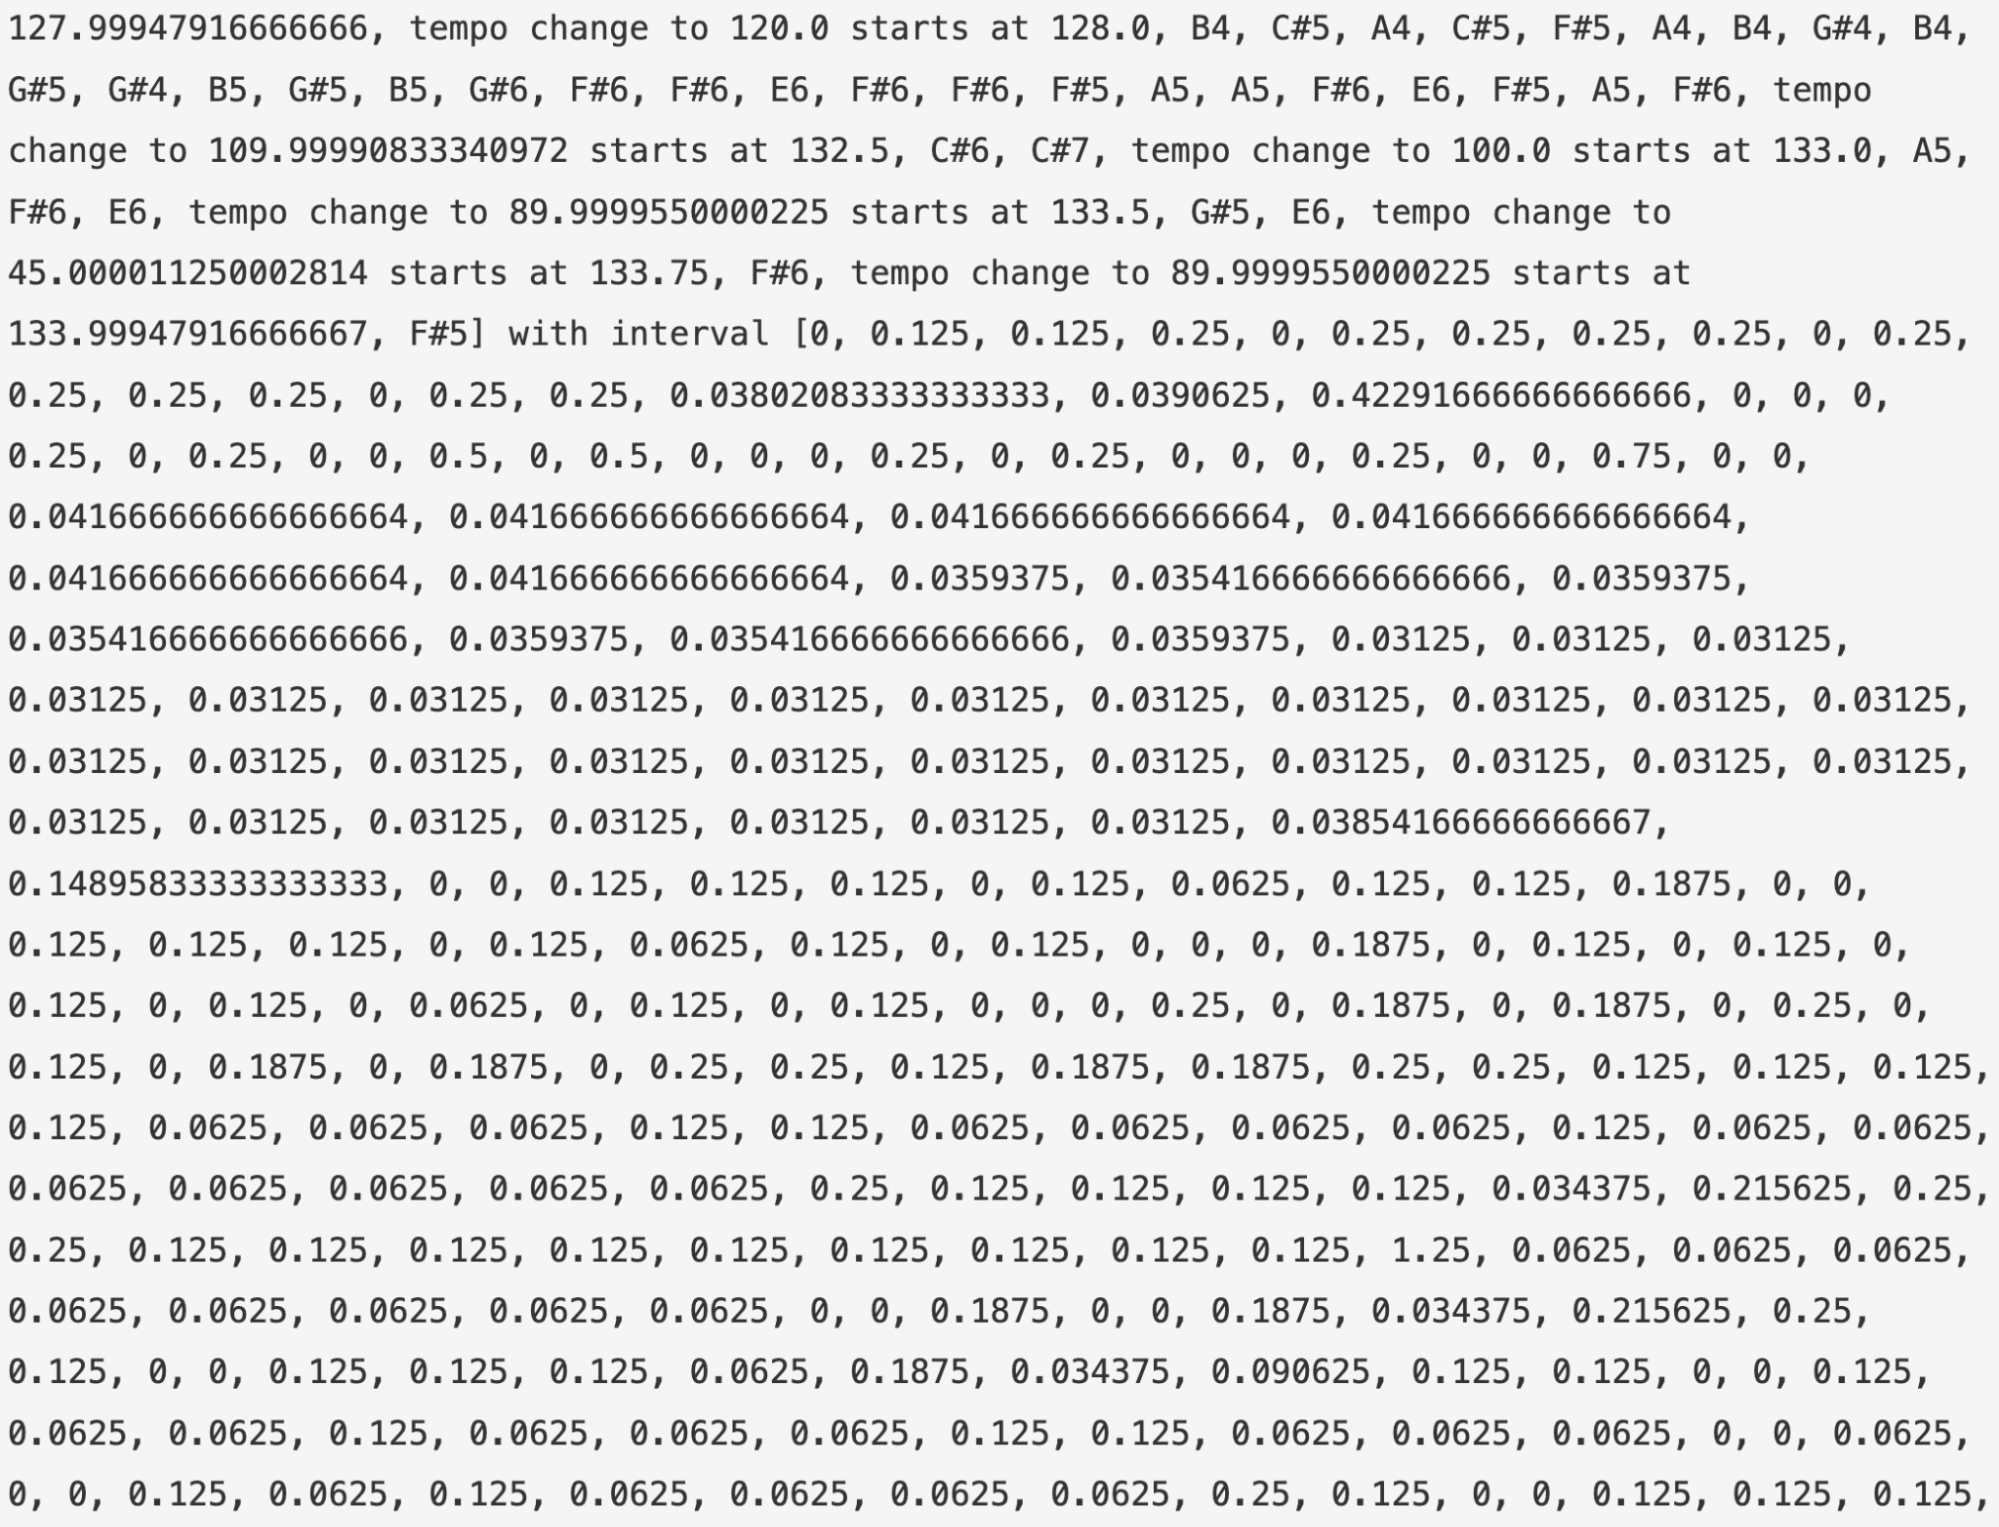 127.99947916666666, tempo change to 120.0 starts at 128.0, B4, C#5, A4, C#5, F#5, A4, B4, G#4, B4,
G#5, G#4, B5, G#5, B5, G#6, F#6, F#6, E6, F#6, F#6, F#5, A5, A5, F#6, E6, F#5, A5, F#6, tempo
change to 109.99990833340972 starts at 132.5, C#6, C#7, tempo change to 100.0 starts at 133.0, A5,
F#6, E6, tempo change to 89.9999550000225 starts at 133.5, G#5, E6, tempo change to
45.000011250002814 starts at 133.75, F#6, tempo change to 89.9999550000225 starts at
133.99947916666667, F#5] with interval [0, 0.125, 0.125, 0.25, 0, 0.25, 0.25, 0.25, 0.25, 0, 0.25,
0.25, 0.25, 0.25, 0, 0.25, 0.25, 0.03802083333333333, 0.0390625, 0.42291666666666666, 0, 0, 0,
0.25, 0, 0.25, 0, 0, 0.5, 0, 0.5, 0, 0, 0, 0.25, 0, 0.25, 0, 0, 0, 0.25, 0, 0, 0.75, 0, 0,
0.041666666666666664, 0.041666666666666664, 0.041666666666666664, 0.041666666666666664,
0.041666666666666664, 0.041666666666666664, 0.0359375, 0.035416666666666666, 0.0359375,
0.035416666666666666, 0.0359375, 0.035416666666666666, 0.0359375, 0.03125, 0.03125, 0.03125,
0.03125, 0.03125, 0.03125, 0.03125, 0.03125, 0.03125, 0.03125, 0.03125, 0.03125, 0.03125, 0.03125,
0.03125, 0.03125, 0.03125, 0.03125, 0.03125, 0.03125, 0.03125, 0.03125, 0.03125, 0.03125, 0.03125,
0.03125, 0.03125, 0.03125, 0.03125, 0.03125, 0.03125, 0.03125, 0.03854166666666667,
0.14895833333333333, 0, 0, 0.125, 0.125, 0.125, 0, 0.125, 0.0625, 0.125, 0.125, 0.1875, 0, 0,
0.125, 0.125, 0.125, 0, 0.125, 0.0625, 0.125, 0, 0.125, 0, 0, 0, 0.1875, 0, 0.125, 0, 0.125, 0,
0.125, 0, 0.125, 0, 0.0625, 0, 0.125, 0, 0.125, 0, 0, 0, 0.25, 0, 0.1875, 0, 0.1875, 0, 0.25, 0,
0.125, 0, 0.1875, 0, 0.1875, 0, 0.25, 0.25, 0.125, 0.1875, 0.1875, 0.25, 0.25, 0.125, 0.125, 0.125,
0.125, 0.0625, 0.0625, 0.0625, 0.125, 0.125, 0.0625, 0.0625, 0.0625, 0.0625, 0.125, 0.0625, 0.0625,
0.0625, 0.0625, 0.0625, 0.0625, 0.0625, 0.25, 0.125, 0.125, 0.125, 0.125, 0.034375, 0.215625, 0.25,
0.25, 0.125, 0.125, 0.125, 0.125, 0.125, 0.125, 0.125, 0.125, 0.125, 1.25, 0.0625, 0.0625, 0.0625,
0.0625, 0.0625, 0.0625, 0.0625, 0.0625, 0, 0, 0.1875, 0, 0, 0.1875, 0.034375, 0.215625, 0.25,
0.125, 0, 0, 0.125, 0.125, 0.125, 0.0625, 0.1875, 0.034375, 0.090625, 0.125, 0.125, 0, 0, 0.125,
0.0625, 0.0625, 0.125, 0.0625, 0.0625, 0.0625, 0.125, 0.125, 0.0625, 0.0625, 0.0625, 0, 0, 0.0625,
0, 0, 0.125, 0.0625, 0.125, 0.0625, 0.0625, 0.0625, 0.0625, 0.25, 0.125, 0, 0, 0.125, 0.125, 0.125,